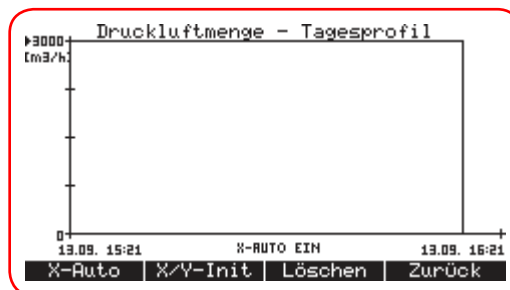 Druckluftmenge - Tagesprofil
▸3000
[m3/h]
0
13.09. 15:21 X-AUTO EIN 13.09. 16:21
X-Auto X/Y-Init Löschen Zurück